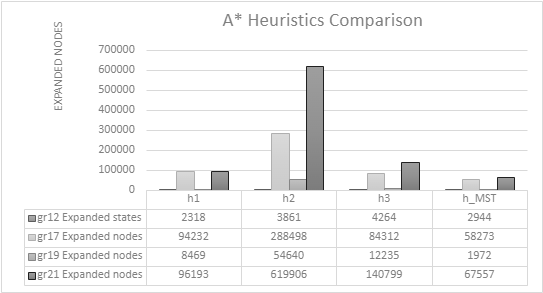 A* Heuristics Comparison
EXPANDED NODES
700000
600000
500000
400000
300000
200000
100000
0
h1 h2 h3 h_MST
gr12 Expanded states 2318 3861 4264 2944
gr17 Expanded nodes 94232 288498 84312 58273
gr19 Expanded nodes 8469 54640 12235 1972
gr21 Expanded nodes 96193 619906 140799 67557